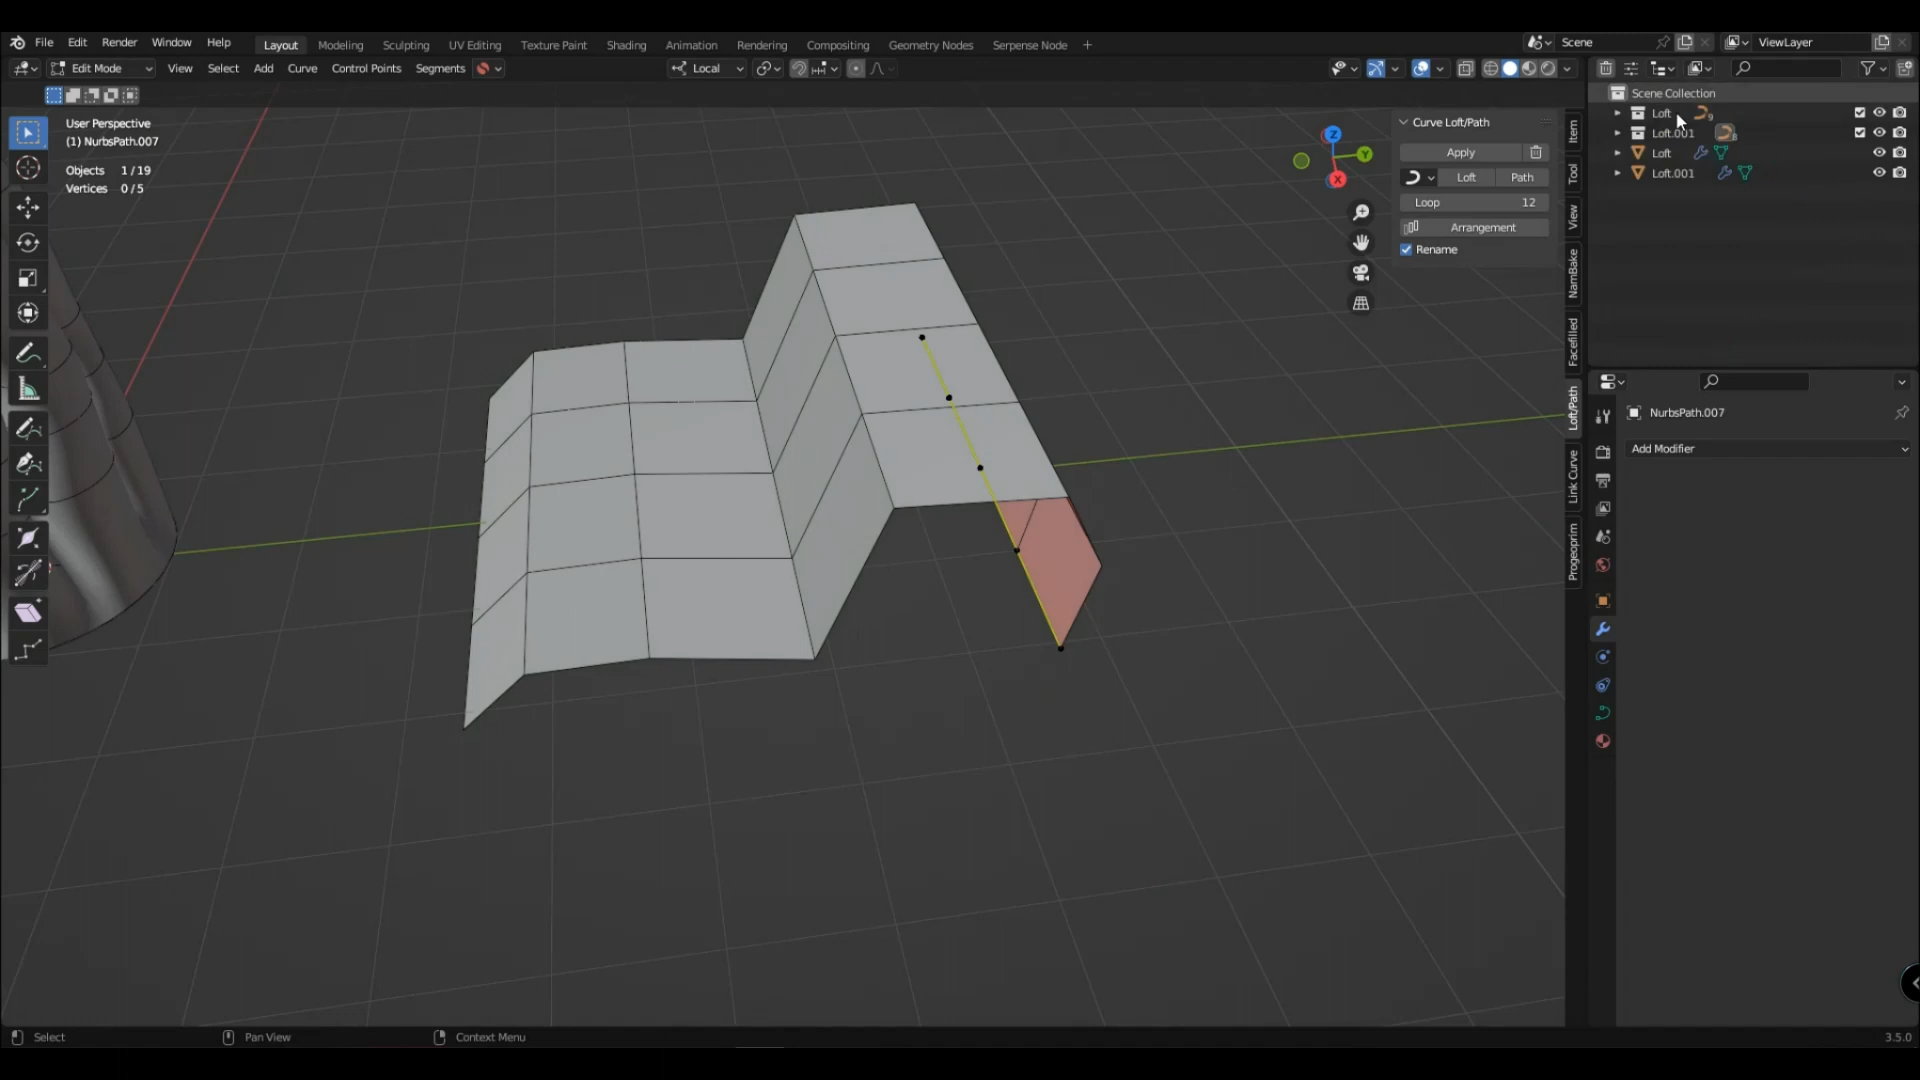 File Edit Render Window Help Layout Modeling Sculpting UV Editing Texture Paint Shading Animation Rendering Compositing Geometry Nodes Serpense Node + Scene ViewLayer
Edit Mode View Select Add Curve Control Points Segments Local
User Perspective
(1) NurbsPath.007
Objects 1/19
Vertices 0/5
Z
Y
X
Curve Loft/Path
Apply
Loft Path
Loop 12
Arrangement
Rename
Item
Tool
View
NamBake
Facefilled
Loft/Path
Link Curve
Progeoprim
Scene Collection
Loft 9
Loft.001 8
Loft
Loft.001
NurbsPath.007
Add Modifier
Select Pan View Context Menu 3.5.0